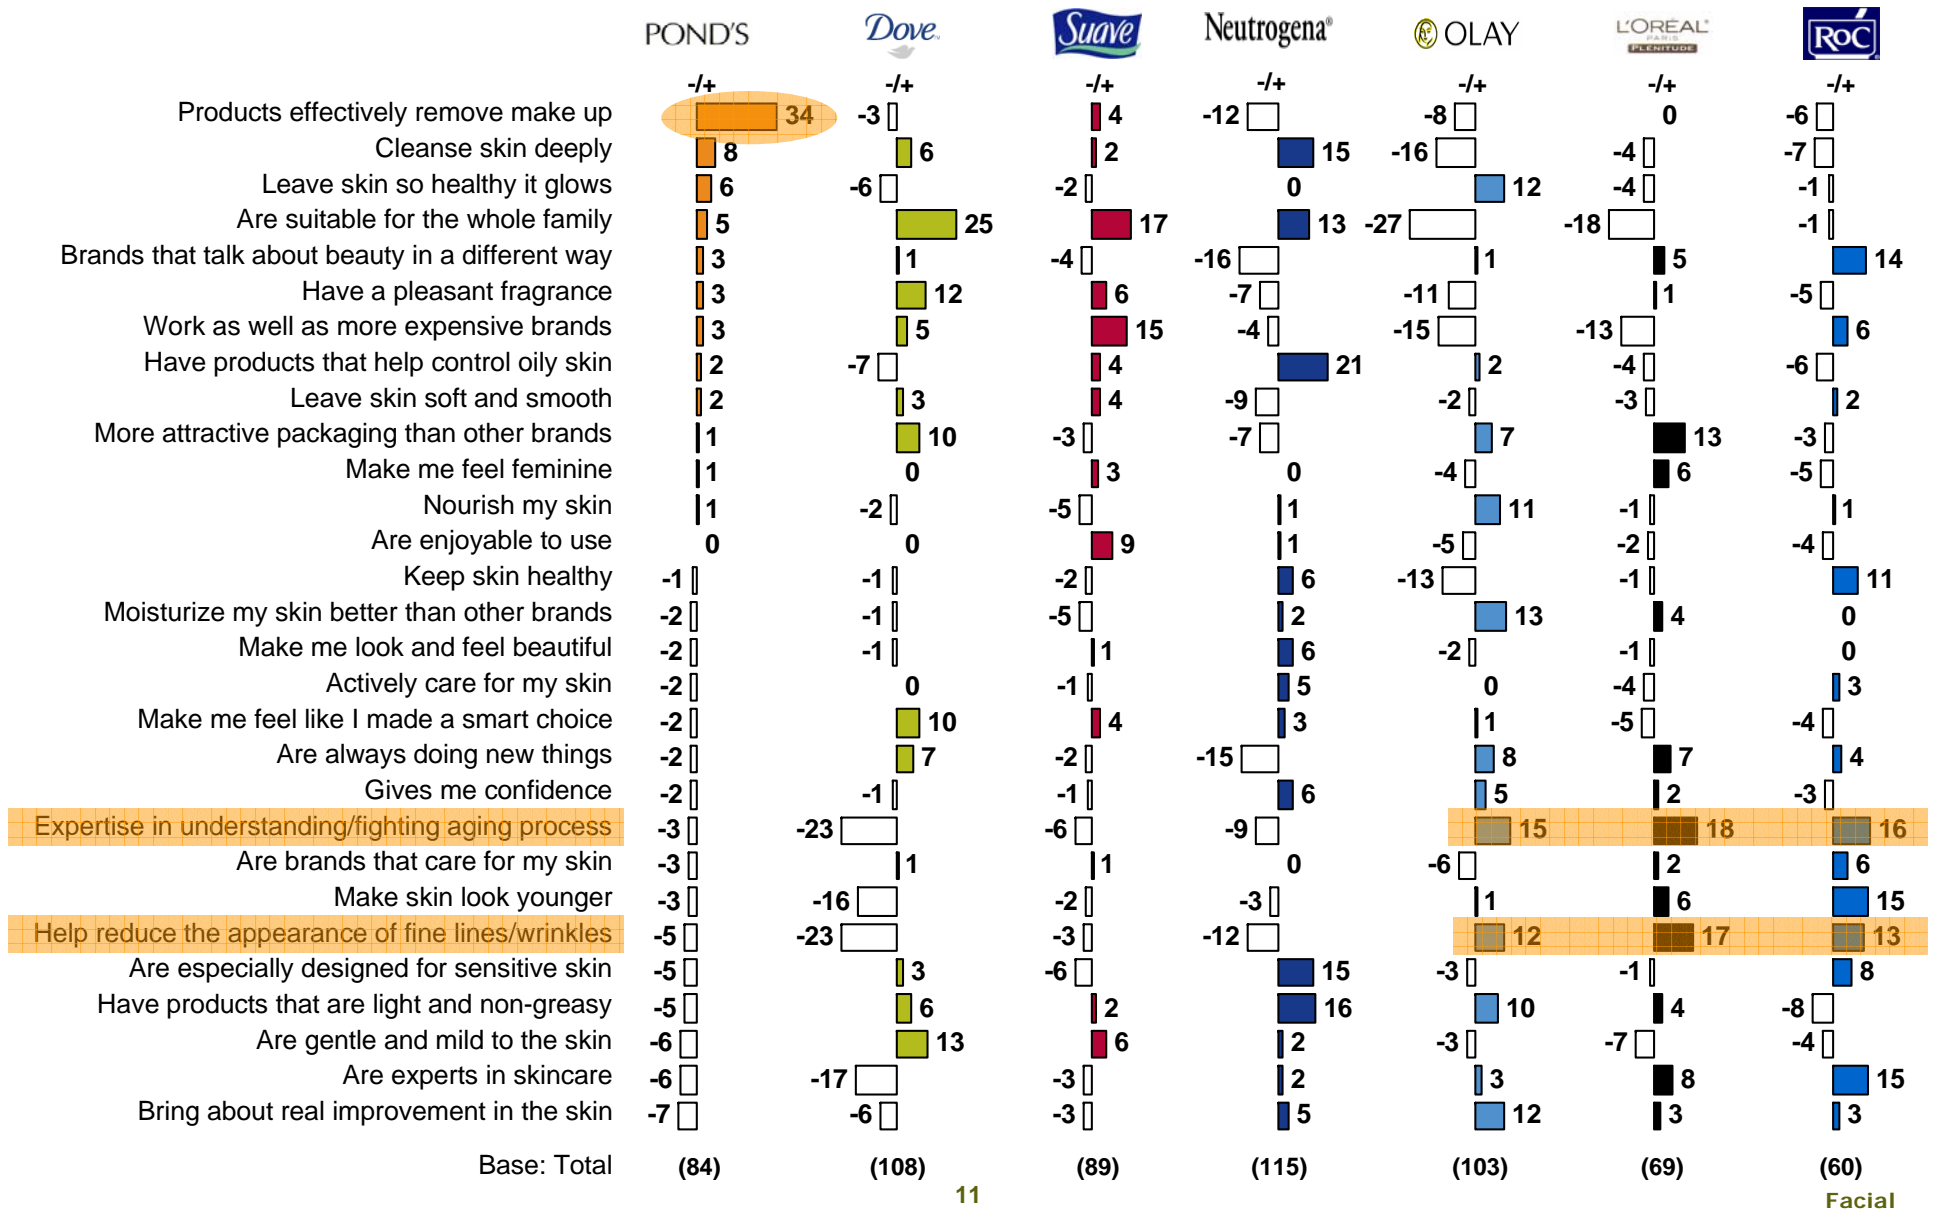 POND'S Dove Suave Neutrogena® OLAY L'ORÉAL PARIS PLENITUDE RoC
-/+ -/+ -/+ -/+ -/+ -/+ -/+
Products effectively remove make up 34 -3 4 -12 -8 0 -6
Cleanse skin deeply 8 6 2 15 -16 -4 -7
Leave skin so healthy it glows 6 -6 -2 0 12 -4 -1
Are suitable for the whole family 5 25 17 13 -27 -18 -1
Brands that talk about beauty in a different way 3 1 -4 -16 1 5 14
Have a pleasant fragrance 3 12 6 -7 -11 1 -5
Work as well as more expensive brands 3 5 15 -4 -15 -13 6
Have products that help control oily skin 2 -7 4 21 2 -4 -6
Leave skin soft and smooth 2 3 4 -9 -2 -3 2
More attractive packaging than other brands 1 10 -3 -7 7 13 -3
Make me feel feminine 1 0 3 0 -4 6 -5
Nourish my skin 1 -2 -5 1 11 -1 1
Are enjoyable to use 0 0 9 1 -5 -2 -4
Keep skin healthy -1 -1 -2 6 -13 -1 11
Moisturize my skin better than other brands -2 -1 -5 2 13 4 0
Make me look and feel beautiful -2 -1 1 6 -2 -1 0
Actively care for my skin -2 0 -1 5 0 -4 3
Make me feel like I made a smart choice -2 10 4 3 1 -5 -4
Are always doing new things -2 7 -2 -15 8 7 4
Gives me confidence -2 -1 -1 6 5 2 -3
Expertise in understanding/fighting aging process -3 -23 -6 -9 15 18 16
Are brands that care for my skin -3 1 1 0 -6 2 6
Make skin look younger -3 -16 -2 -3 1 6 15
Help reduce the appearance of fine lines/wrinkles -5 -23 -3 -12 12 17 13
Are especially designed for sensitive skin -5 3 -6 15 -3 -1 8
Have products that are light and non-greasy -5 6 2 16 10 4 -8
Are gentle and mild to the skin -6 13 6 2 -3 -7 -4
Are experts in skincare -6 -17 -3 2 3 8 15
Bring about real improvement in the skin -7 -6 -3 5 12 3 3
Base: Total (84) (108) (89) (115) (103) (69) (60)
11
Facial